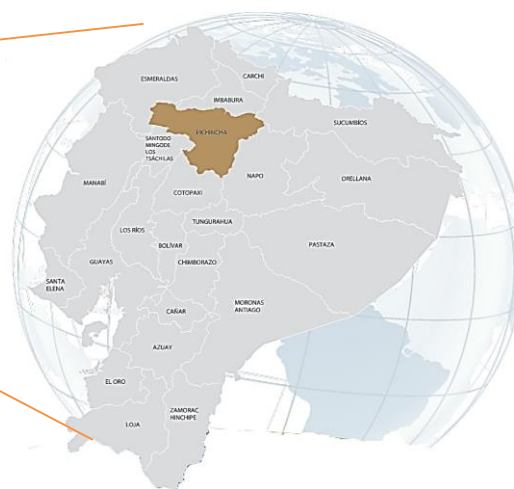 ESMERALDAS
CARCHI
IMBABURA
PICHINCHA
SUCUMBÍOS
SANTODO
MINGODE
LOS
TSÁCHILAS
MANABÍ
NAPO
ORELLANA
COTOPAXI
TUNGURAHUA
LOS RÍOS
BOLÍVAR
PASTAZA
GUAYAS
CHIMBORAZO
SANTA
ELENA
MORONAS
ANTIAGO
CAÑAR
AZUAY
EL ORO
ZAMORAC
HINCHIPE
LOJA